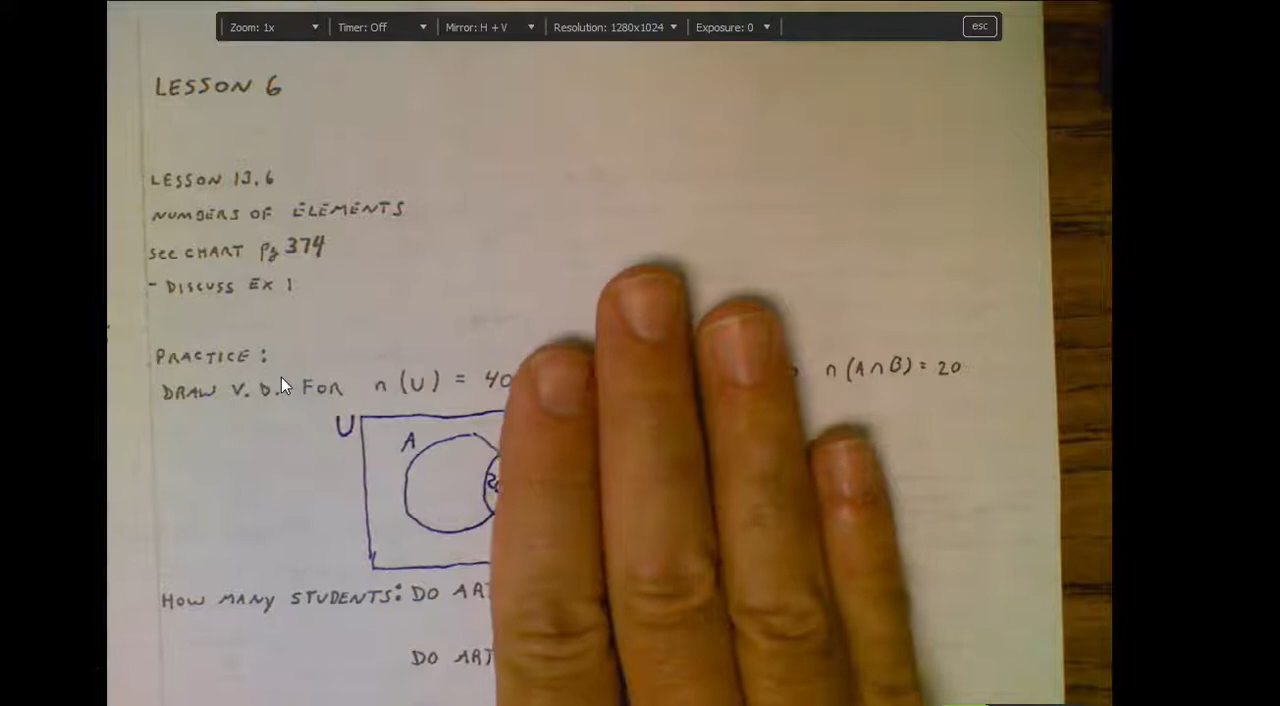 Zoom: 1x Timer: Off Mirror: H + V Resolution: 1280x1024 Exposure: 0 esc
LESSON 6
LESSON 13.6
NUMBERS OF ELEMENTS
SEE CHART Pg 374
- DISCUSS EX 1
PRACTICE:
DRAW V. D. FOR n(U) = 40 n(A∩B) = 20
U
A
HOW MANY STUDENTS: DO ART
DO ART